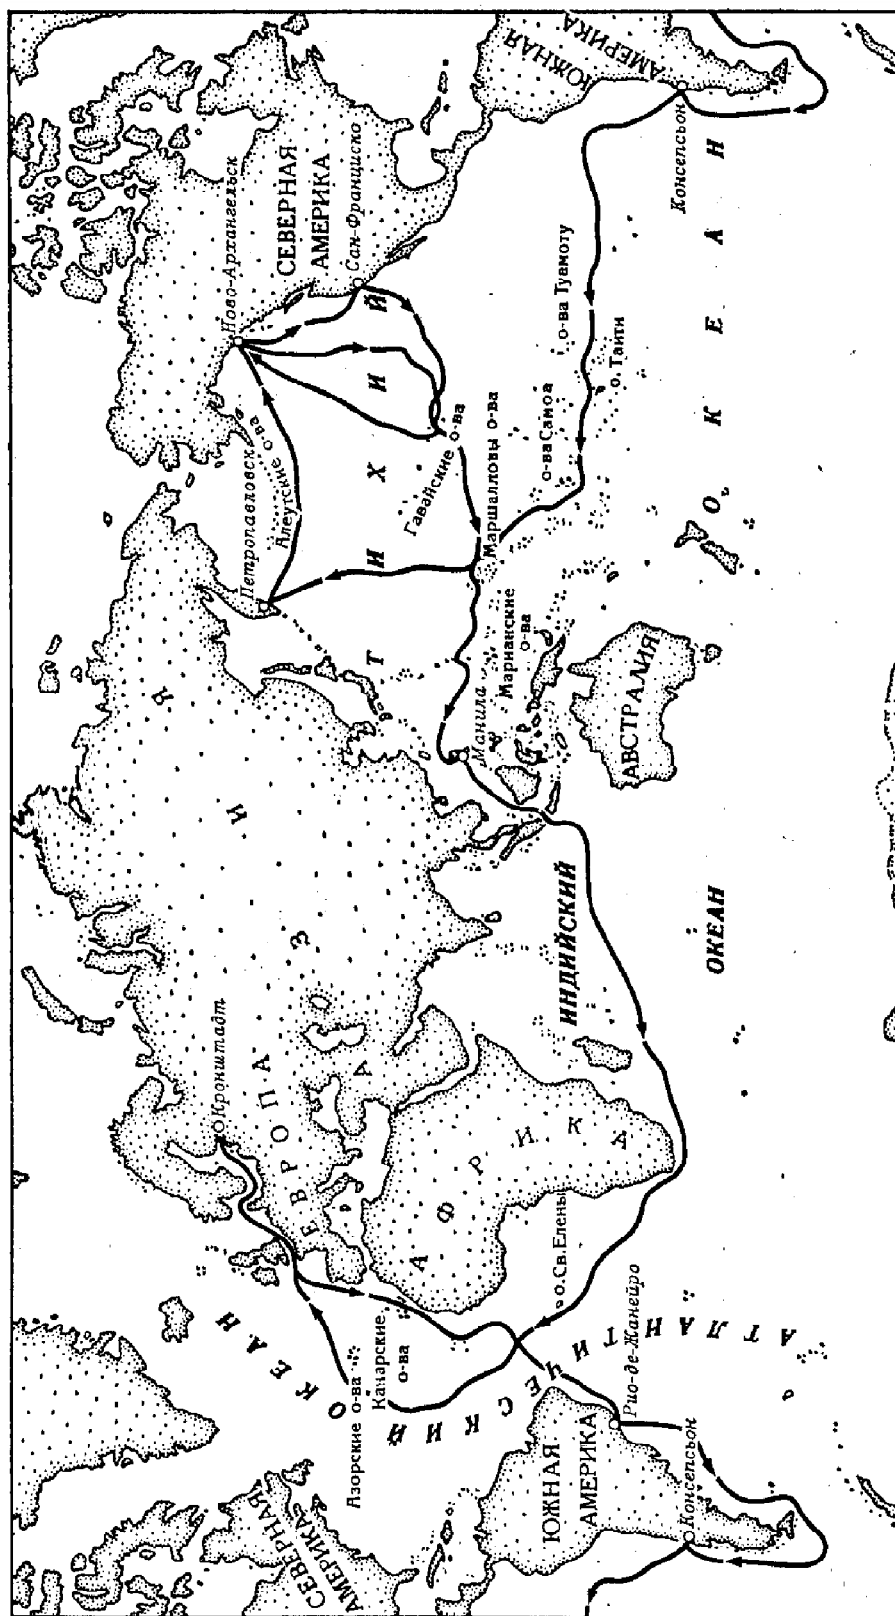 СЕВЕРНАЯ
АМЕРИКА
ЮЖНАЯ
АМЕРИКА
Консепсьон
Рио-де-Жанейро
АТЛАНТИЧЕСКИЙ ОКЕАН
Азорские о-ва
Канарские
о-ва
о. Св. Елены
Кронштадт
ЕВРОПА
АЗИЯ
АФРИКА
ИНДИЙСКИЙ
ОКЕАН
АВСТРАЛИЯ
Манила
Марианские
о-ва
Петропавловск
Алеутские о-ва
Гавайские о-ва
Маршалловы о-ва
о-ва Самоа
о. Таити
о-ва Туамоту
ТИХИЙ
ОКЕАН
Ново-Архангельск
СЕВЕРНАЯ
АМЕРИКА
Сан-Франциско
Консепсьон
ЮЖНАЯ
АМЕРИКА